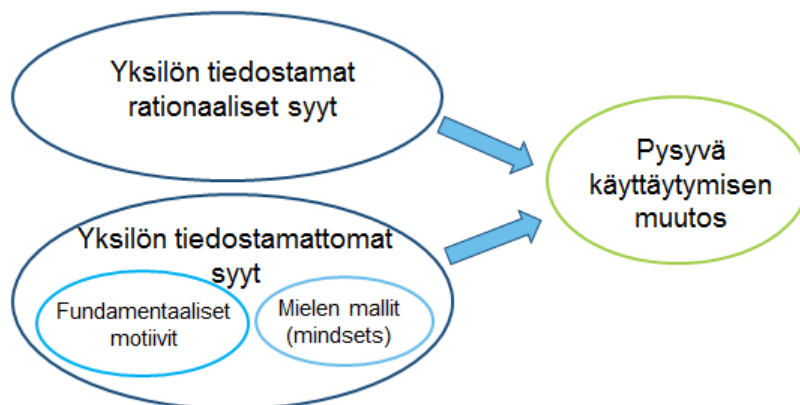 Yksilön tiedostamat
rationaaliset syyt
Pysyvä
käyttäytymisen
muutos
Yksilön tiedostamattomat
syyt
Fundamentaaliset
motiivit
Mielen mallit
(mindsets)